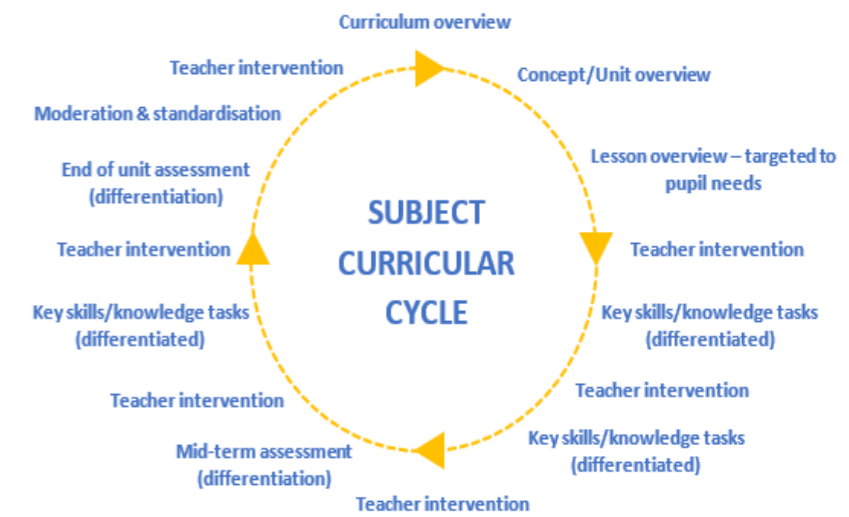 Curriculum overview
Concept/Unit overview
Lesson overview – targeted to
pupil needs
Teacher intervention
Key skills/knowledge tasks
(differentiated)
Teacher intervention
Key skills/knowledge tasks
(differentiated)
Teacher intervention
Mid-term assessment
(differentiation)
Teacher intervention
Key skills/knowledge tasks
(differentiated)
Teacher intervention
End of unit assessment
(differentiation)
Moderation & standardisation
Teacher intervention
SUBJECT
CURRICULAR
CYCLE